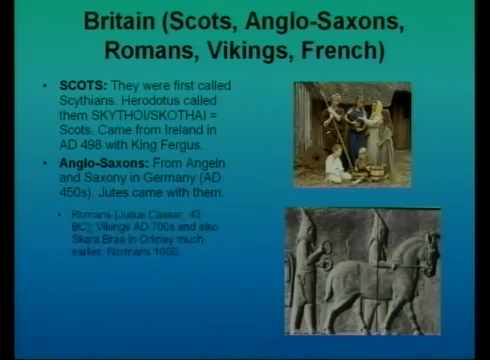 Britain (Scots, Anglo-Saxons,
Romans, Vikings, French)
• SCOTS: They were first called
Scythians. Herodotus called
them SKYTHOI/SKOTHAI =
Scots. Came from Ireland in
AD 498 with King Fergus.
• Anglo-Saxons: From Angeln
and Saxony in Germany (AD
450s). Jutes came with them.
• Romans (Julius Caesar, 43
BC); Vikings AD 700s and also
Skara Brae in Orkney much
earlier. Normans 1066.